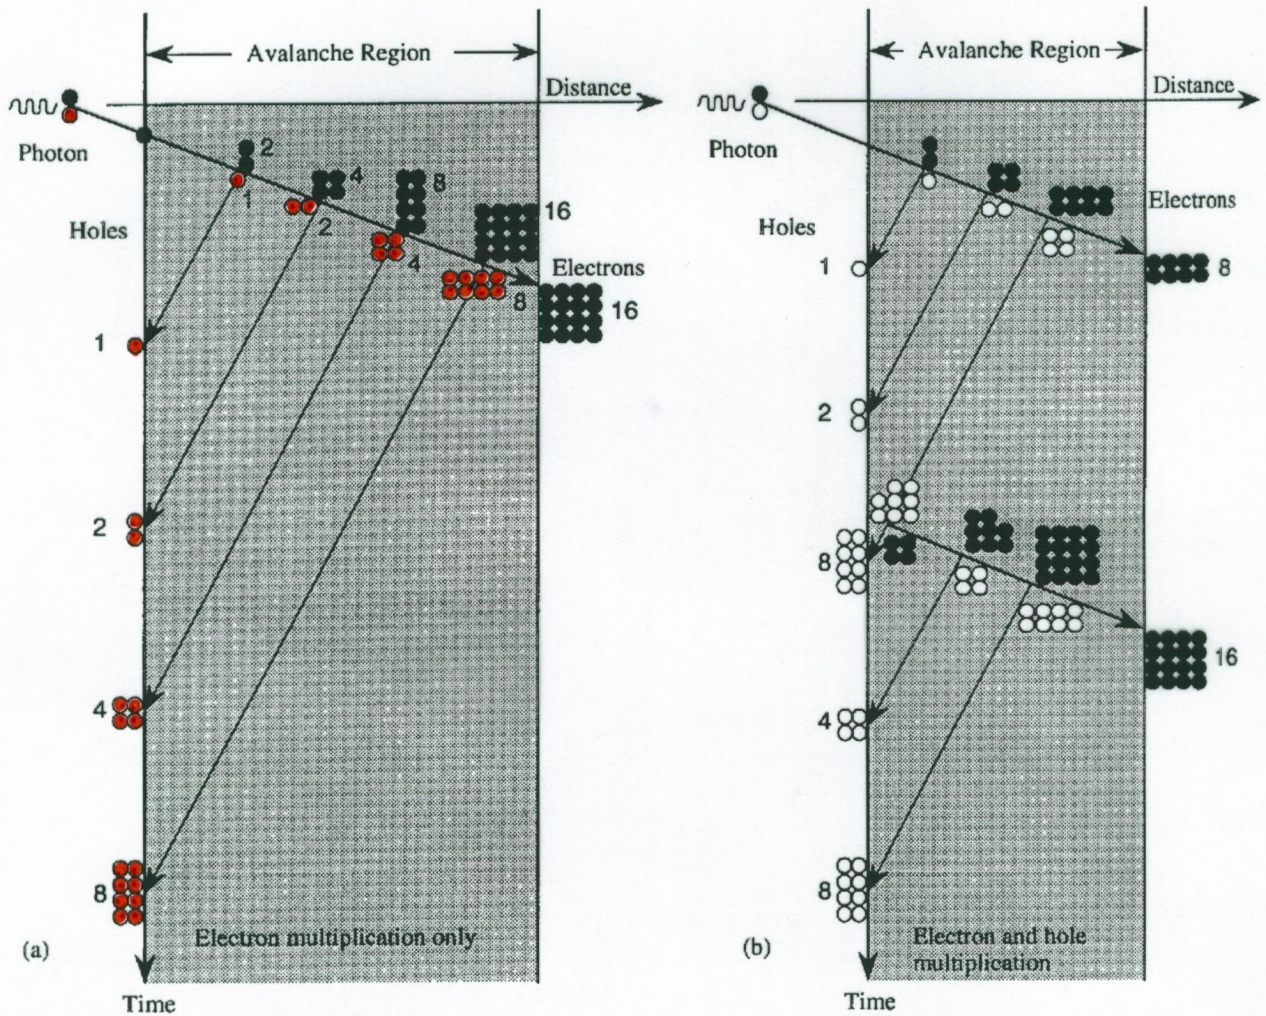 Avalanche Region
Distance
Photon
2
1
4
2
8
4
16
8
Holes
Electrons
16
1
2
4
8
(a)
Electron multiplication only
Time
Avalanche Region
Distance
Photon
Electrons
Holes
1
8
2
8
16
4
8
(b)
Electron and hole
multiplication
Time